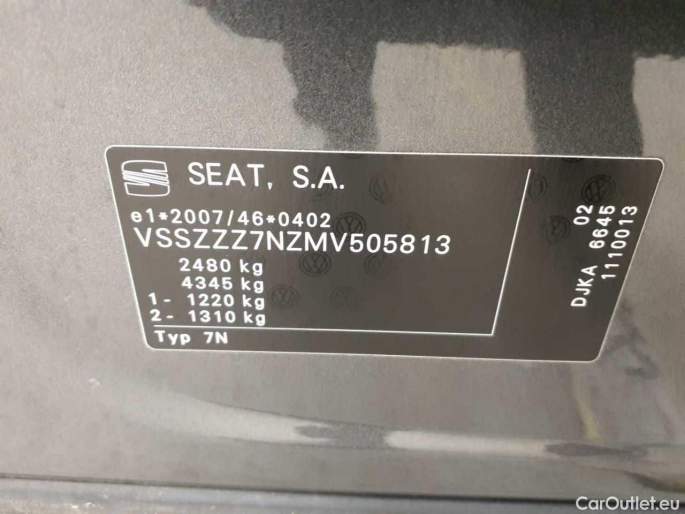 SEAT, S.A.
e1*2007/46*0402
VSSZZZ7NZMV505813
2480 kg
4345 kg
1- 1220 kg
2- 1310 kg
Typ 7N
02
DJKA 6645
1110013
CarOutlet.eu